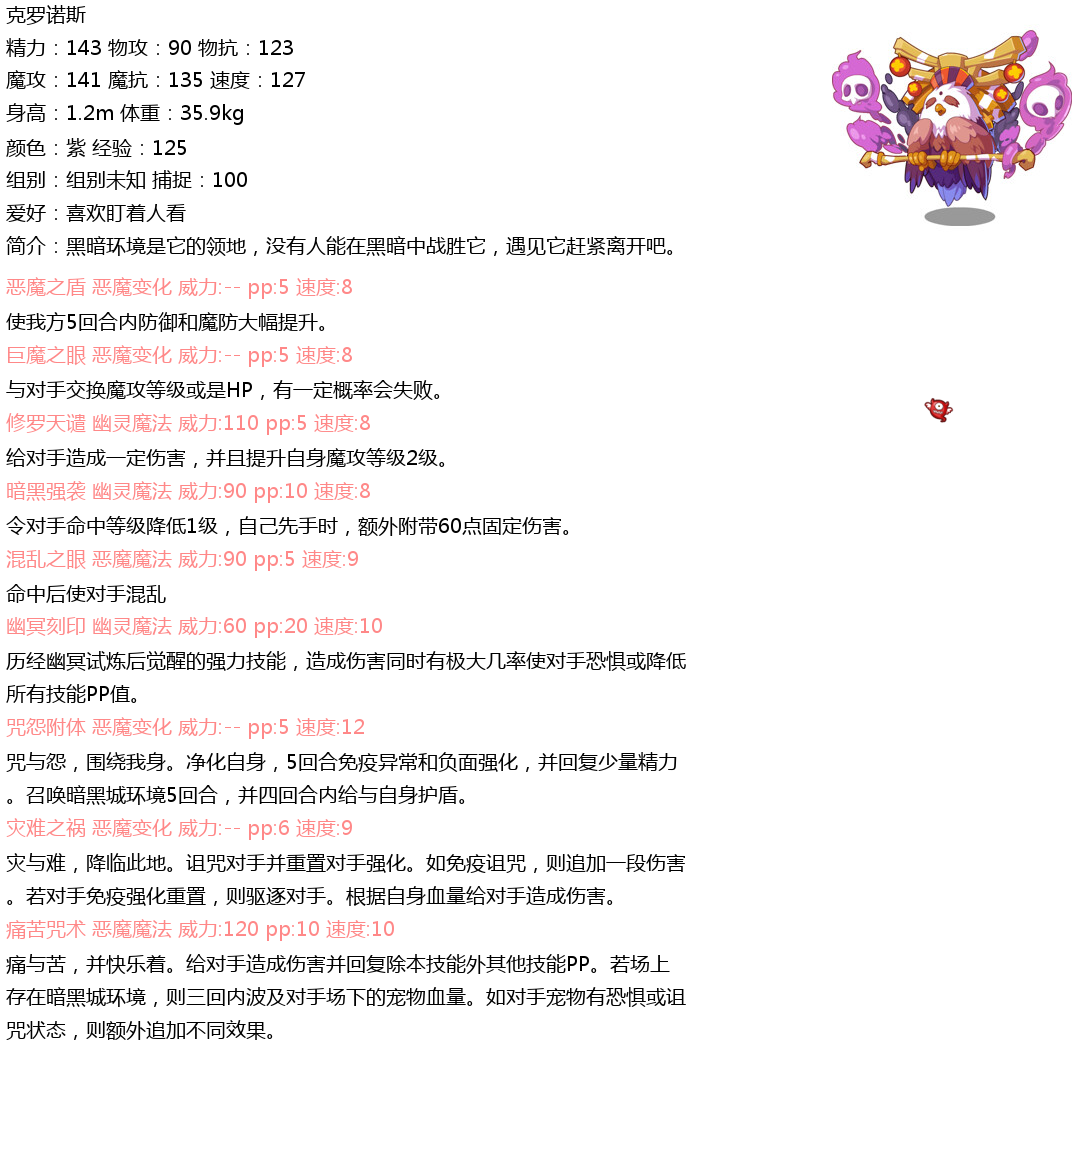 克罗诺斯
精力：143 物攻：90 物抗：123
魔攻：141 魔抗：135 速度：127
身高：1.2m 体重：35.9kg
颜色：紫 经验：125
组别：组别未知 捕捉：100
爱好：喜欢盯着人看
简介：黑暗环境是它的领地，没有人能在黑暗中战胜它，遇见它赶紧离开吧。
恶魔之盾 恶魔变化 威力:-- pp:5 速度:8
使我方5回合内防御和魔防大幅提升。
巨魔之眼 恶魔变化 威力:-- pp:5 速度:8
与对手交换魔攻等级或是HP，有一定概率会失败。
修罗天谴 幽灵魔法 威力:110 pp:5 速度:8
给对手造成一定伤害，并且提升自身魔攻等级2级。
暗黑强袭 幽灵魔法 威力:90 pp:10 速度:8
令对手命中等级降低1级，自己先手时，额外附带60点固定伤害。
混乱之眼 恶魔魔法 威力:90 pp:5 速度:9
命中后使对手混乱
幽冥刻印 幽灵魔法 威力:60 pp:20 速度:10
历经幽冥试炼后觉醒的强力技能，造成伤害同时有极大几率使对手恐惧或降低
所有技能PP值。
咒怨附体 恶魔变化 威力:-- pp:5 速度:12
咒与怨，围绕我身。净化自身，5回合免疫异常和负面强化，并回复少量精力
。召唤暗黑城环境5回合，并四回合内给与自身护盾。
灾难之祸 恶魔变化 威力:-- pp:6 速度:9
灾与难，降临此地。诅咒对手并重置对手强化。如免疫诅咒，则追加一段伤害
。若对手免疫强化重置，则驱逐对手。根据自身血量给对手造成伤害。
痛苦咒术 恶魔魔法 威力:120 pp:10 速度:10
痛与苦，并快乐着。给对手造成伤害并回复除本技能外其他技能PP。若场上
存在暗黑城环境，则三回内波及对手场下的宠物血量。如对手宠物有恐惧或诅
咒状态，则额外追加不同效果。